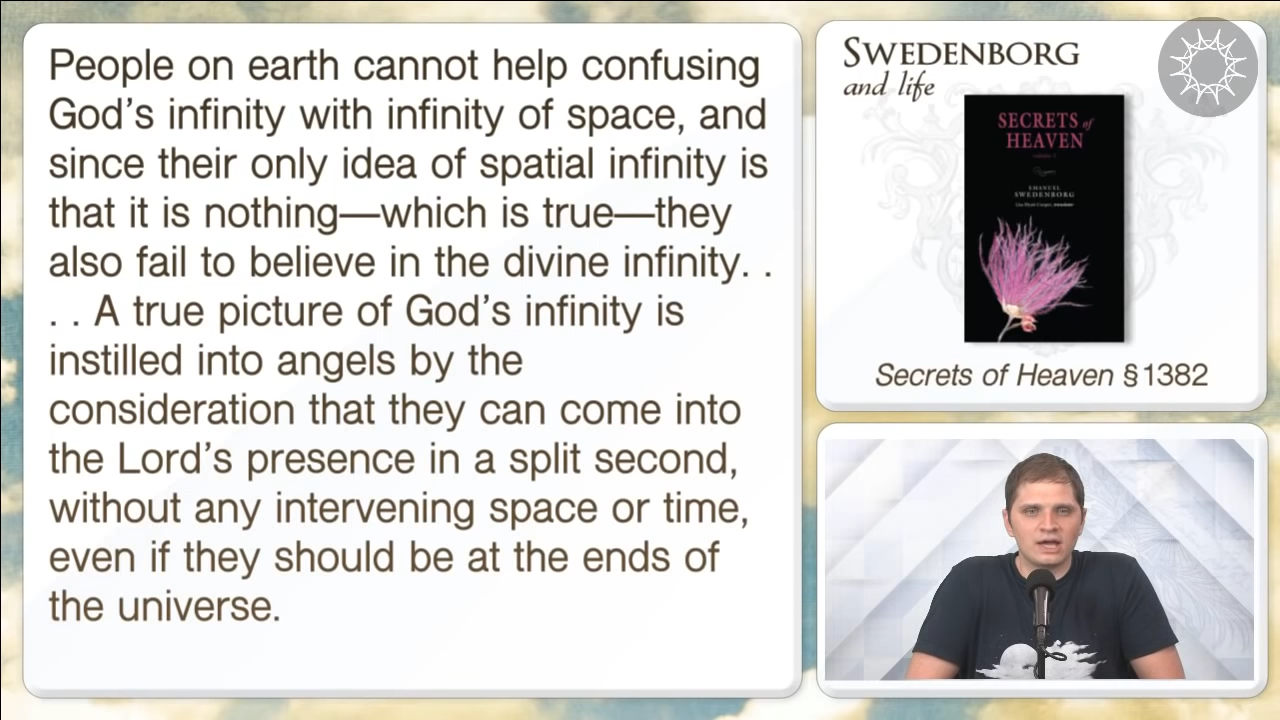 People on earth cannot help confusing
God's infinity with infinity of space, and
since their only idea of spatial infinity is
that it is nothing—which is true—they
also fail to believe in the divine infinity. .
. . A true picture of God's infinity is
instilled into angels by the
consideration that they can come into
the Lord's presence in a split second,
without any intervening space or time,
even if they should be at the ends of
the universe.
SWEDENBORG
and life
SECRETS of
HEAVEN
EMANUEL
SWEDENBORG
Secrets of Heaven §1382